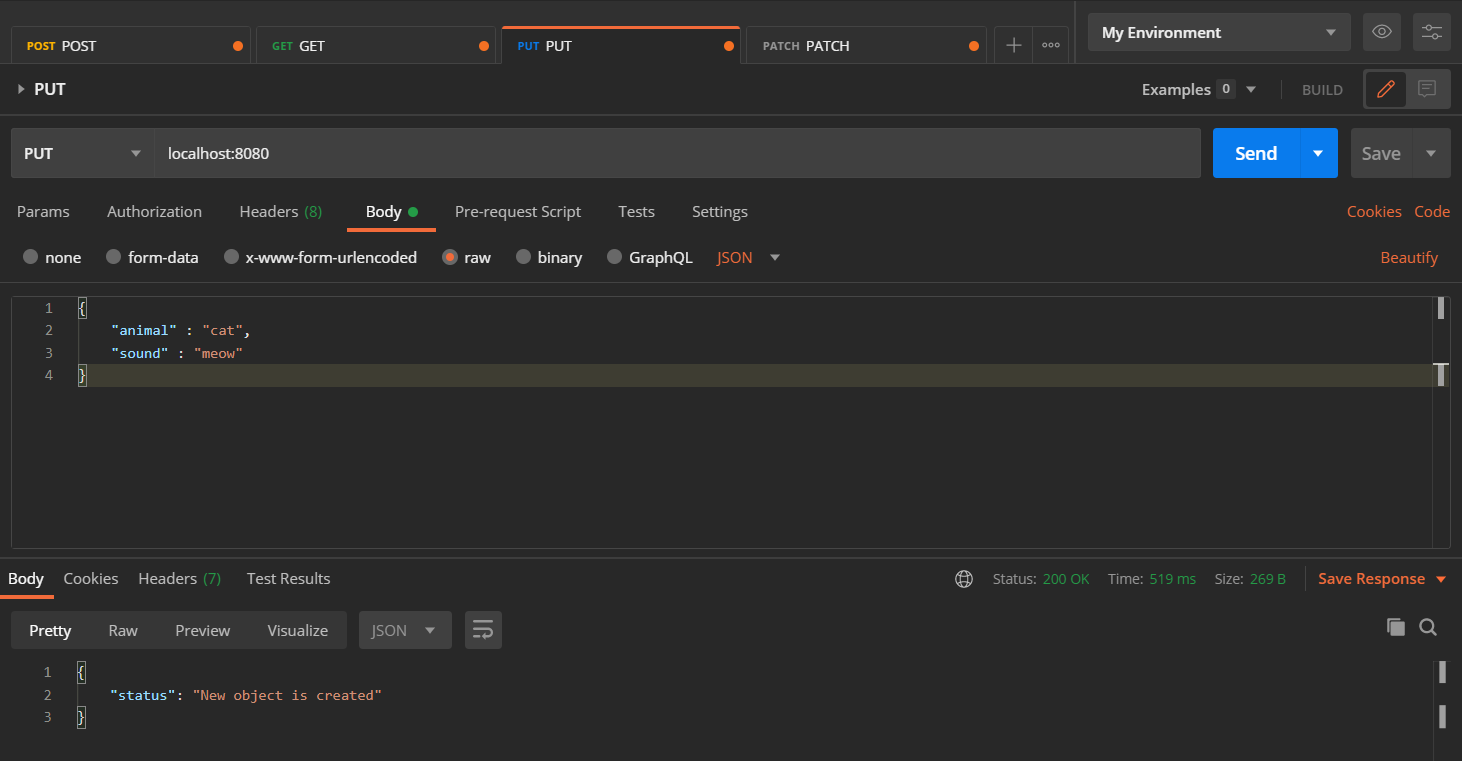 POST POST GET GET PUT PUT PATCH PATCH My Environment
PUT Examples 0 BUILD
PUT localhost:8080 Send Save
Params Authorization Headers (8) Body Pre-request Script Tests Settings Cookies Code
none form-data x-www-form-urlencoded raw binary GraphQL JSON Beautify
1 {
2 "animal" : "cat",
3 "sound" : "meow"
4 }
Body Cookies Headers (7) Test Results Status: 200 OK Time: 519 ms Size: 269 B Save Response
Pretty Raw Preview Visualize JSON
1 {
2 "status": "New object is created"
3 }